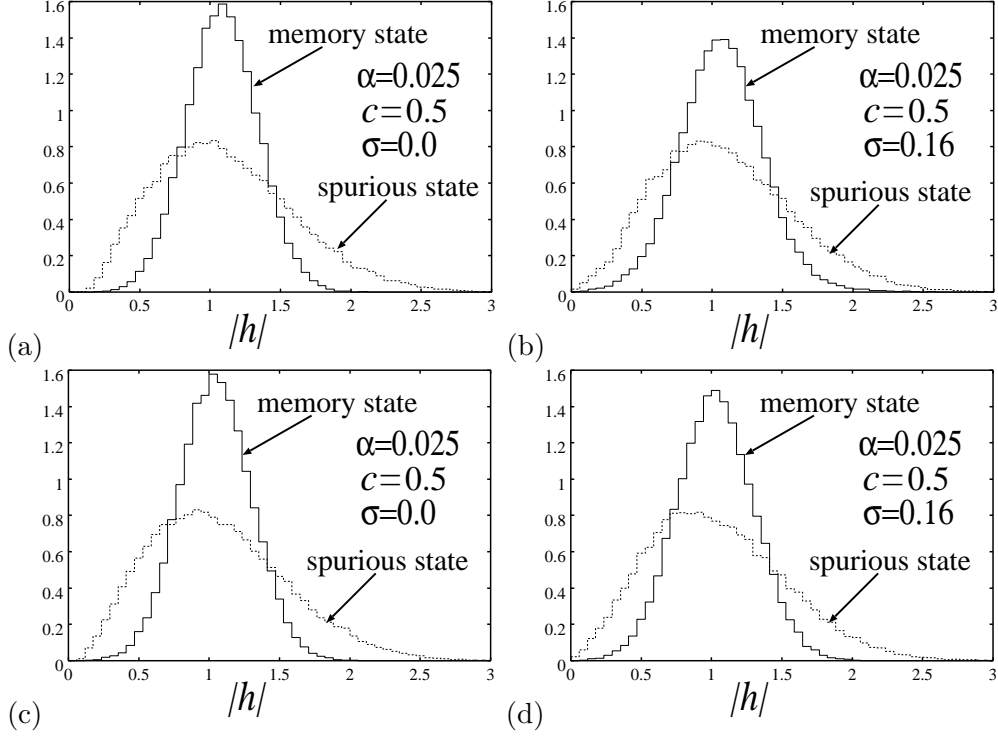 1.6
1.4
1.2
1
0.8
0.6
0.4
0.2
0
0 0.5 1 1.5 2 2.5 3
memory state
α=0.025
c=0.5
σ=0.0
spurious state
|h|
(a)
1.6
1.4
1.2
1
0.8
0.6
0.4
0.2
0
0 0.5 1 1.5 2 2.5 3
memory state
α=0.025
c=0.5
σ=0.16
spurious state
|h|
(b)
1.6
1.4
1.2
1
0.8
0.6
0.4
0.2
0
0 0.5 1 1.5 2 2.5 3
memory state
α=0.025
c=0.5
σ=0.0
spurious state
|h|
(c)
1.6
1.4
1.2
1
0.8
0.6
0.4
0.2
0
0 0.5 1 1.5 2 2.5 3
memory state
α=0.025
c=0.5
σ=0.16
spurious state
|h|
(d)